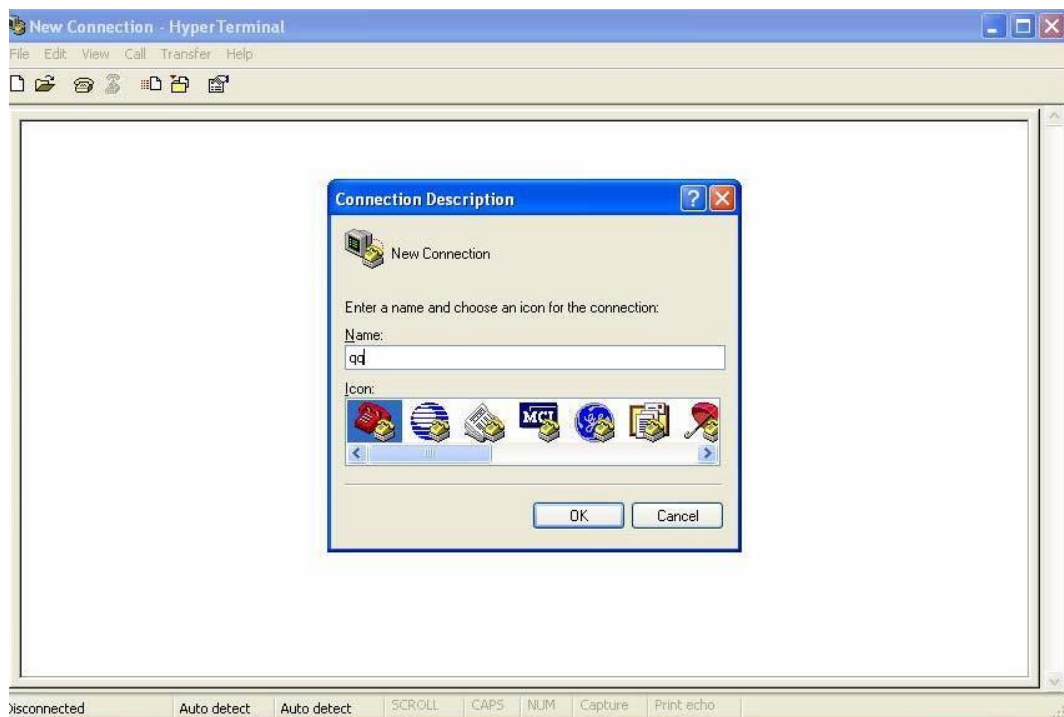 New Connection - HyperTerminal
File Edit View Call Transfer Help
Connection Description
New Connection
Enter a name and choose an icon for the connection:
Name:
qq
Icon:
MCI
OK Cancel
Disconnected Auto detect Auto detect SCROLL CAPS NUM Capture Print echo